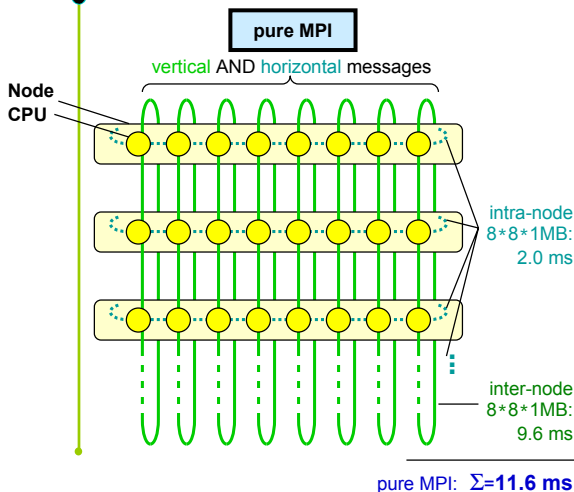 pure MPI
vertical AND horizontal messages
Node
CPU
intra-node
8*8*1MB:
2.0 ms
inter-node
8*8*1MB:
9.6 ms
pure MPI: Σ=11.6 ms